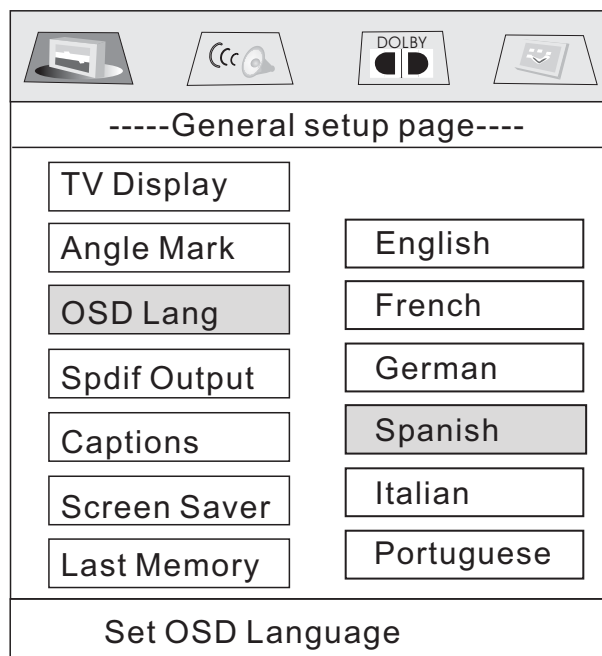 DOLBY
-----General setup page----
TV Display
Angle Mark
OSD Lang
Spdif Output
Captions
Screen Saver
Last Memory
English
French
German
Spanish
Italian
Portuguese
Set OSD Language